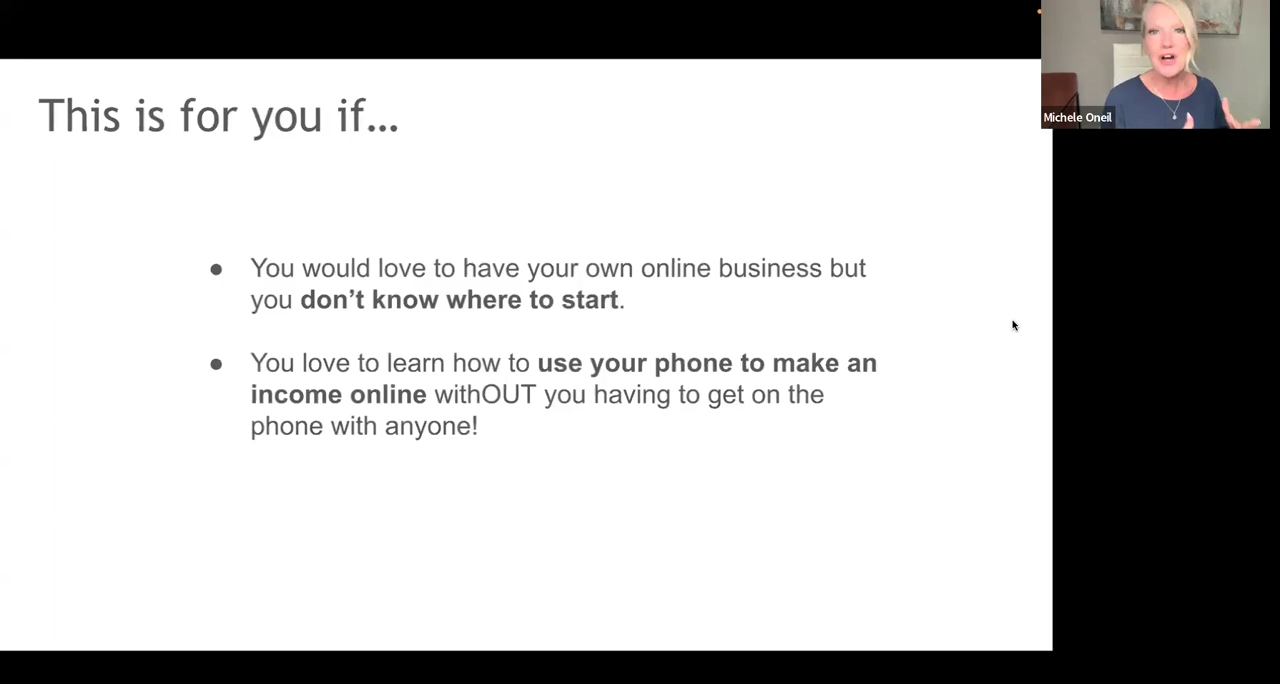 This is for you if...
Michele Oneil
● You would love to have your own online business but
you don’t know where to start.
● You love to learn how to use your phone to make an
income online withOUT you having to get on the
phone with anyone!